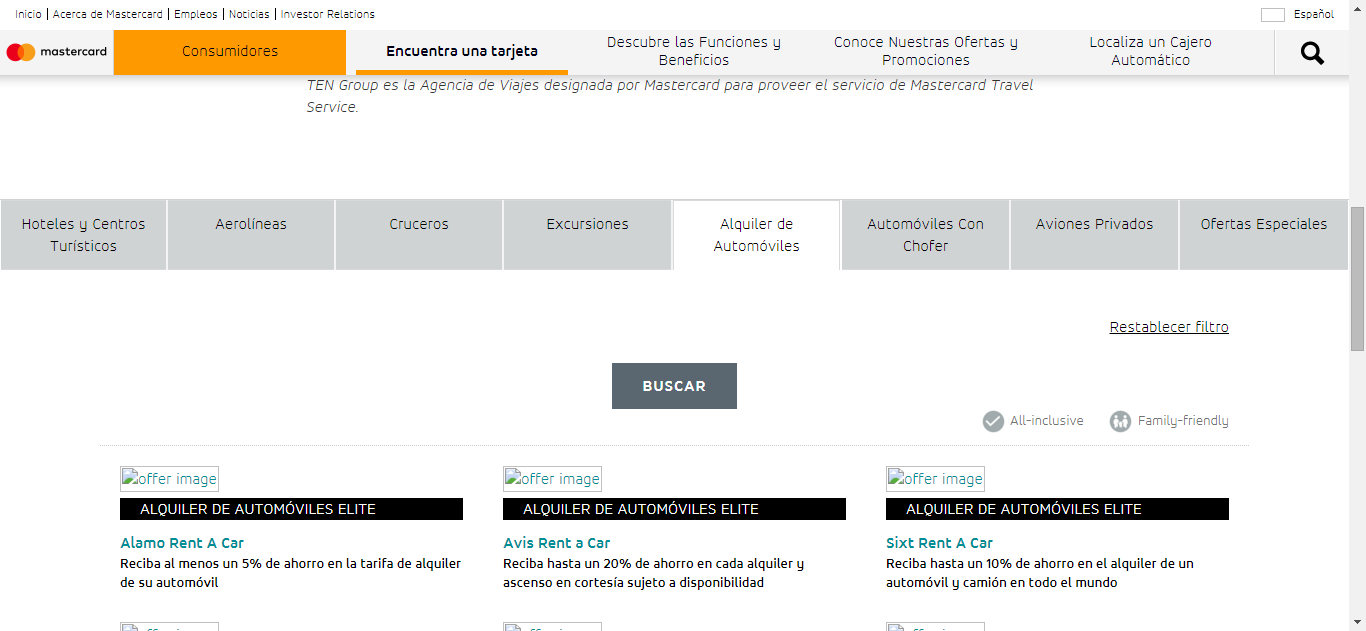 Inicio | Acerca de Mastercard | Empleos | Noticias | Investor Relations
Español
mastercard
Consumidores
Encuentra una tarjeta
Descubre las Funciones y
Beneficios
Conoce Nuestras Ofertas y
Promociones
Localiza un Cajero
Automático
TEN Group es la Agencia de Viajes designada por Mastercard para proveer el servicio de Mastercard Travel
Service.
Hoteles y Centros
Turísticos
Aerolíneas
Cruceros
Excursiones
Alquiler de
Automóviles
Automóviles Con
Chofer
Aviones Privados
Ofertas Especiales
Restablecer filtro
BUSCAR
All-inclusive
Family-friendly
offer image
ALQUILER DE AUTOMÓVILES ELITE
Alamo Rent A Car
Reciba al menos un 5% de ahorro en la tarifa de alquiler
de su automóvil
offer image
ALQUILER DE AUTOMÓVILES ELITE
Avis Rent a Car
Reciba hasta un 20% de ahorro en cada alquiler y
ascenso en cortesía sujeto a disponibilidad
offer image
ALQUILER DE AUTOMÓVILES ELITE
Sixt Rent A Car
Reciba hasta un 10% de ahorro en el alquiler de un
automóvil y camión en todo el mundo